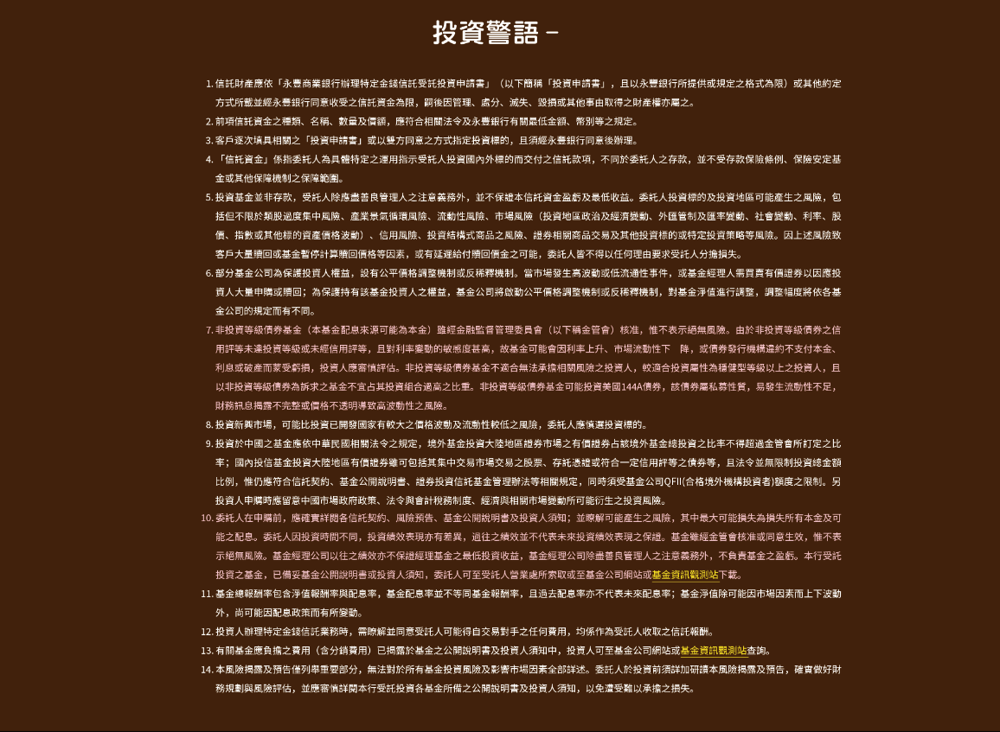 投資警語 –
1. 信託財產應依「永豐商業銀行辦理特定金錢信託受託投資申請書」（以下簡稱「投資申請書」，且以永豐銀行所提供或規定之格式為限）或其他約定
方式所載並經永豐銀行同意收受之信託資金為限，嗣後因管理、處分、滅失、毀損或其他事由取得之財產權亦屬之。
2. 前項信託資金之種類、名稱、數量及價額，應符合相關法令及永豐銀行有關最低金額、幣別等之規定。
3. 客戶逐次填具相關之「投資申請書」或以雙方同意之方式指定投資標的，且須經永豐銀行同意後辦理。
4. 「信託資金」係指委託人為具體特定之運用指示受託人投資國內外標的而交付之信託款項，不同於委託人之存款，並不受存款保險條例、保險安定基
金或其他保障機制之保障範圍。
5. 投資基金並非存款，受託人除應盡善良管理人之注意義務外，並不保證本信託資金盈虧及最低收益。委託人投資標的及投資地區可能產生之風險，包
括但不限於類股過度集中風險、產業景氣循環風險、流動性風險、市場風險（投資地區政治及經濟變動、外匯管制及匯率變動、社會變動、利率、股
價、指數或其他標的資產價格波動）、信用風險、投資結構式商品之風險、證券相關商品交易及其他投資標的或特定投資策略等風險。因上述風險致
客戶大量贖回或基金暫停計算贖回價格等因素，或有延遲給付贖回價金之可能，委託人皆不得以任何理由要求受託人分擔損失。
6. 部分基金公司為保護投資人權益，設有公平價格調整機制或反稀釋機制。當市場發生高波動或低流通性事件，或基金經理人需買賣有價證券以因應投
資人大量申購或贖回；為保護持有該基金投資人之權益，基金公司將啟動公平價格調整機制或反稀釋機制，對基金淨值進行調整，調整幅度將依各基
金公司的規定而有不同。
7. 非投資等級債券基金（本基金配息來源可能為本金）雖經金融監督管理委員會（以下稱金管會）核准，惟不表示絕無風險。由於非投資等級債券之信
用評等未達投資等級或未經信用評等，且對利率變動的敏感度甚高，故基金可能會因利率上升、市場流動性下　降，或債券發行機構違約不支付本金、
利息或破產而蒙受虧損，投資人應審慎評估。非投資等級債券基金不適合無法承擔相關風險之投資人，較適合投資屬性為穩健型等級以上之投資人，且
以非投資等級債券為訴求之基金不宜占其投資組合過高之比重。非投資等級債券基金可能投資美國144A債券，該債券屬私募性質，易發生流動性不足，
財務訊息揭露不完整或價格不透明導致高波動性之風險。
8. 投資新興市場，可能比投資已開發國家有較大之價格波動及流動性較低之風險，委託人應慎選投資標的。
9. 投資於中國之基金應依中華民國相關法令之規定，境外基金投資大陸地區證券市場之有價證券占該境外基金總投資之比率不得超過金管會所訂定之比
率；國內投信基金投資大陸地區有價證券雖可包括其集中交易市場交易之股票、存託憑證或符合一定信用評等之債券等，且法令並無限制投資總金額
比例，惟仍應符合信託契約、基金公開說明書、證券投資信託基金管理辦法等相關規定，同時須受基金公司QFII(合格境外機構投資者)額度之限制。另
投資人申購時應留意中國市場政府政策、法令與會計稅務制度、經濟與相關市場變動所可能衍生之投資風險。
10. 委託人在申購前，應確實詳閱各信託契約、風險預告、基金公開說明書及投資人須知；並瞭解可能產生之風險，其中最大可能損失為損失所有本金及可
能之配息。委託人因投資時間不同，投資績效表現亦有差異，過往之績效並不代表未來投資績效表現之保證。基金雖經金管會核准或同意生效，惟不表
示絕無風險。基金經理公司以往之績效亦不保證經理基金之最低投資收益，基金經理公司除盡善良管理人之注意義務外，不負責基金之盈虧。本行受託
投資之基金，已備妥基金公開說明書或投資人須知，委託人可至受託人營業處所索取或至基金公司網站或基金資訊觀測站下載。
11. 基金總報酬率包含淨值報酬率與配息率，基金配息率並不等同基金報酬率，且過去配息率亦不代表未來配息率；基金淨值除可能因市場因素而上下波動
外，尚可能因配息政策而有所變動。
12. 投資人辦理特定金錢信託業務時，需瞭解並同意受託人可能得自交易對手之任何費用，均係作為受託人收取之信託報酬。
13. 有關基金應負擔之費用（含分銷費用）已揭露於基金之公開說明書及投資人須知中，投資人可至基金公司網站或基金資訊觀測站查詢。
14. 本風險揭露及預告僅列舉重要部分，無法對於所有基金投資風險及影響市場因素全部詳述。委託人於投資前須詳加研讀本風險揭露及預告，確實做好財
務規劃與風險評估，並應審慎詳閱本行受託投資各基金所備之公開說明書及投資人須知，以免遭受難以承擔之損失。